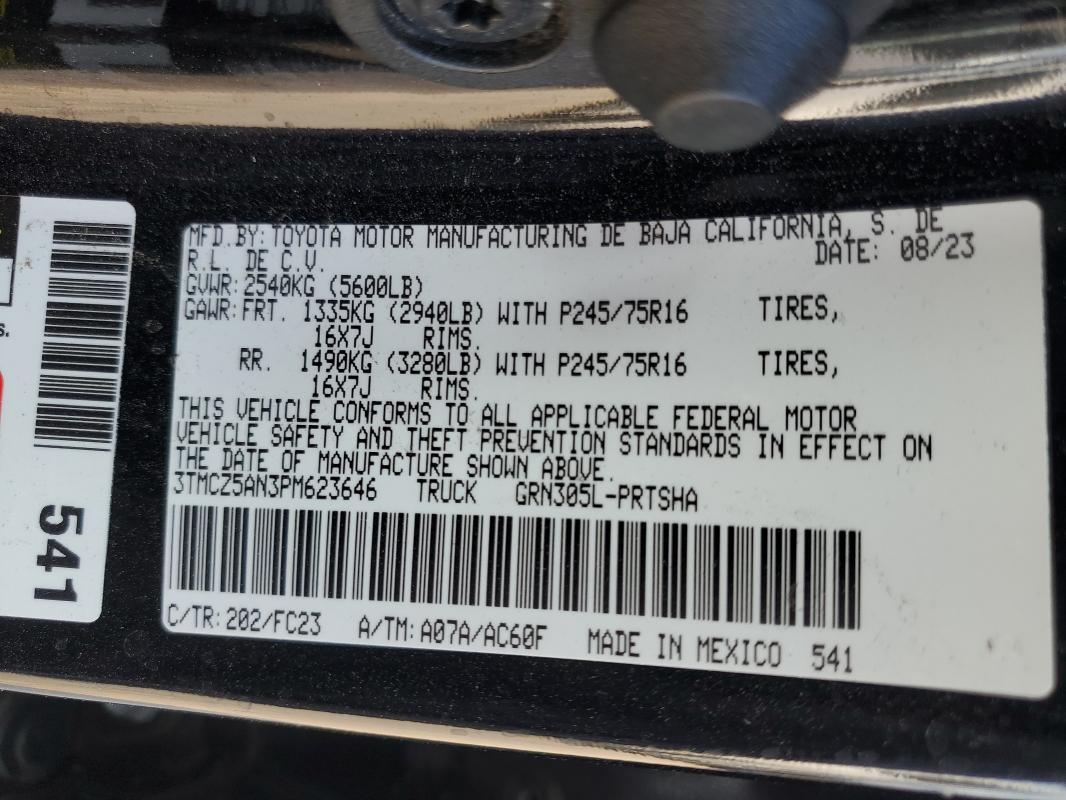 MFD.BY: TOYOTA MOTOR MANUFACTURING DE BAJA CALIFORNIA, S. DE
R.L. DE C.V. DATE: 08/23
GVWR: 2540KG (5600LB)
GAWR: FRT. 1335KG (2940LB) WITH P245/75R16 TIRES,
16X7J RIMS.
RR. 1490KG (3280LB) WITH P245/75R16 TIRES,
16X7J RIMS.
THIS VEHICLE CONFORMS TO ALL APPLICABLE FEDERAL MOTOR
VEHICLE SAFETY AND THEFT PREVENTION STANDARDS IN EFFECT ON
THE DATE OF MANUFACTURE SHOWN ABOVE.
3TMCZ5AN3PM623646 TRUCK GRN305L-PRTSHA
C/TR: 202/FC23 A/TM: A07A/AC60F MADE IN MEXICO 541
541
s.